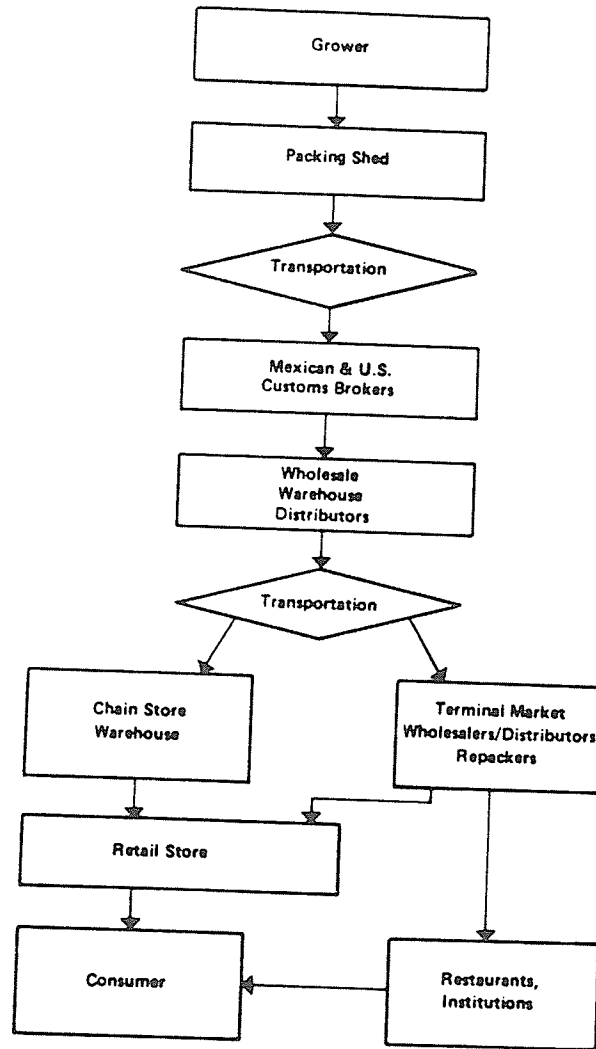 Grower
Packing Shed
Transportation
Mexican & U.S.
Customs Brokers
Wholesale
Warehouse
Distributors
Transportation
Chain Store
Warehouse
Terminal Market
Wholesalers/Distributors
Repackers
Retail Store
Consumer
Restaurants,
Institutions